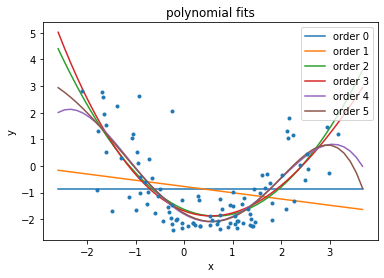 polynomial fits
order 0
order 1
order 2
order 3
order 4
order 5
y
5
4
3
2
1
0
−1
−2
−2 −1 0 1 2 3
x